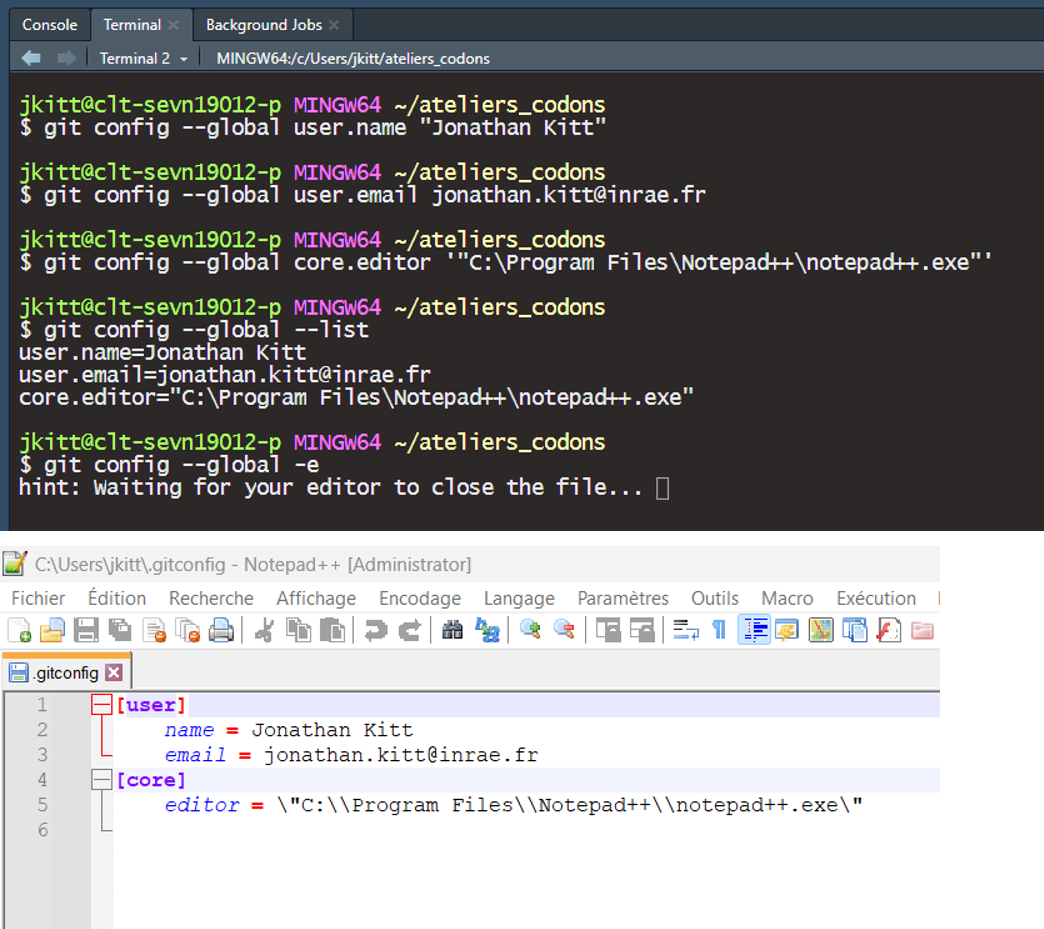 Console Terminal Background Jobs
Terminal 2 MINGW64:/c/Users/jkitt/ateliers_codons
jkitt@clt-sevn19012-p MINGW64 ~/ateliers_codons
$ git config --global user.name "Jonathan Kitt"
jkitt@clt-sevn19012-p MINGW64 ~/ateliers_codons
$ git config --global user.email jonathan.kitt@inrae.fr
jkitt@clt-sevn19012-p MINGW64 ~/ateliers_codons
$ git config --global core.editor '"C:\Program Files\Notepad++\notepad++.exe"'
jkitt@clt-sevn19012-p MINGW64 ~/ateliers_codons
$ git config --global --list
user.name=Jonathan Kitt
user.email=jonathan.kitt@inrae.fr
core.editor="C:\Program Files\Notepad++\notepad++.exe"
jkitt@clt-sevn19012-p MINGW64 ~/ateliers_codons
$ git config --global -e
hint: Waiting for your editor to close the file...
C:\Users\jkitt\.gitconfig - Notepad++ [Administrator]
Fichier Édition Recherche Affichage Encodage Langage Paramètres Outils Macro Exécution
.gitconfig
1 [user]
2 name = Jonathan Kitt
3 email = jonathan.kitt@inrae.fr
4 [core]
5 editor = \"C:\\Program Files\\Notepad++\\notepad++.exe\"
6